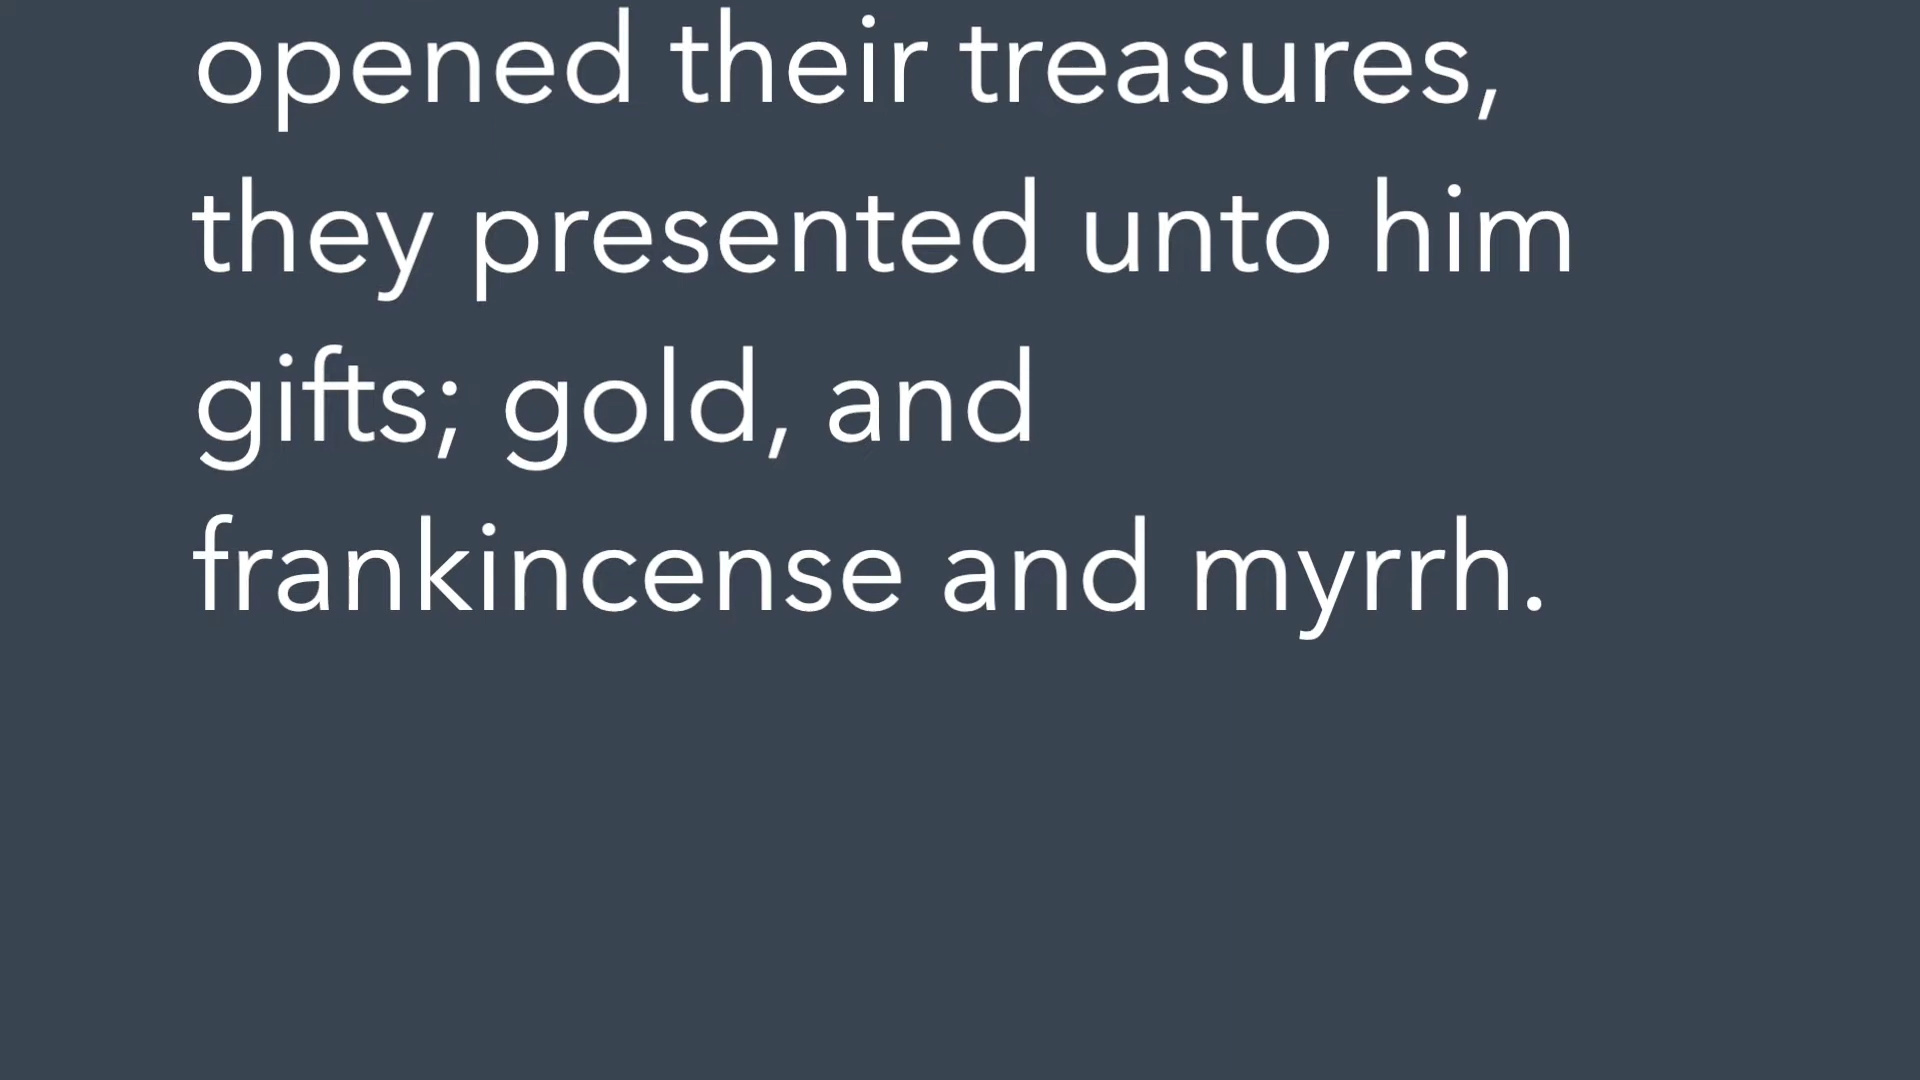 opened their treasures,
they presented unto him
gifts; gold, and
frankincense and myrrh.